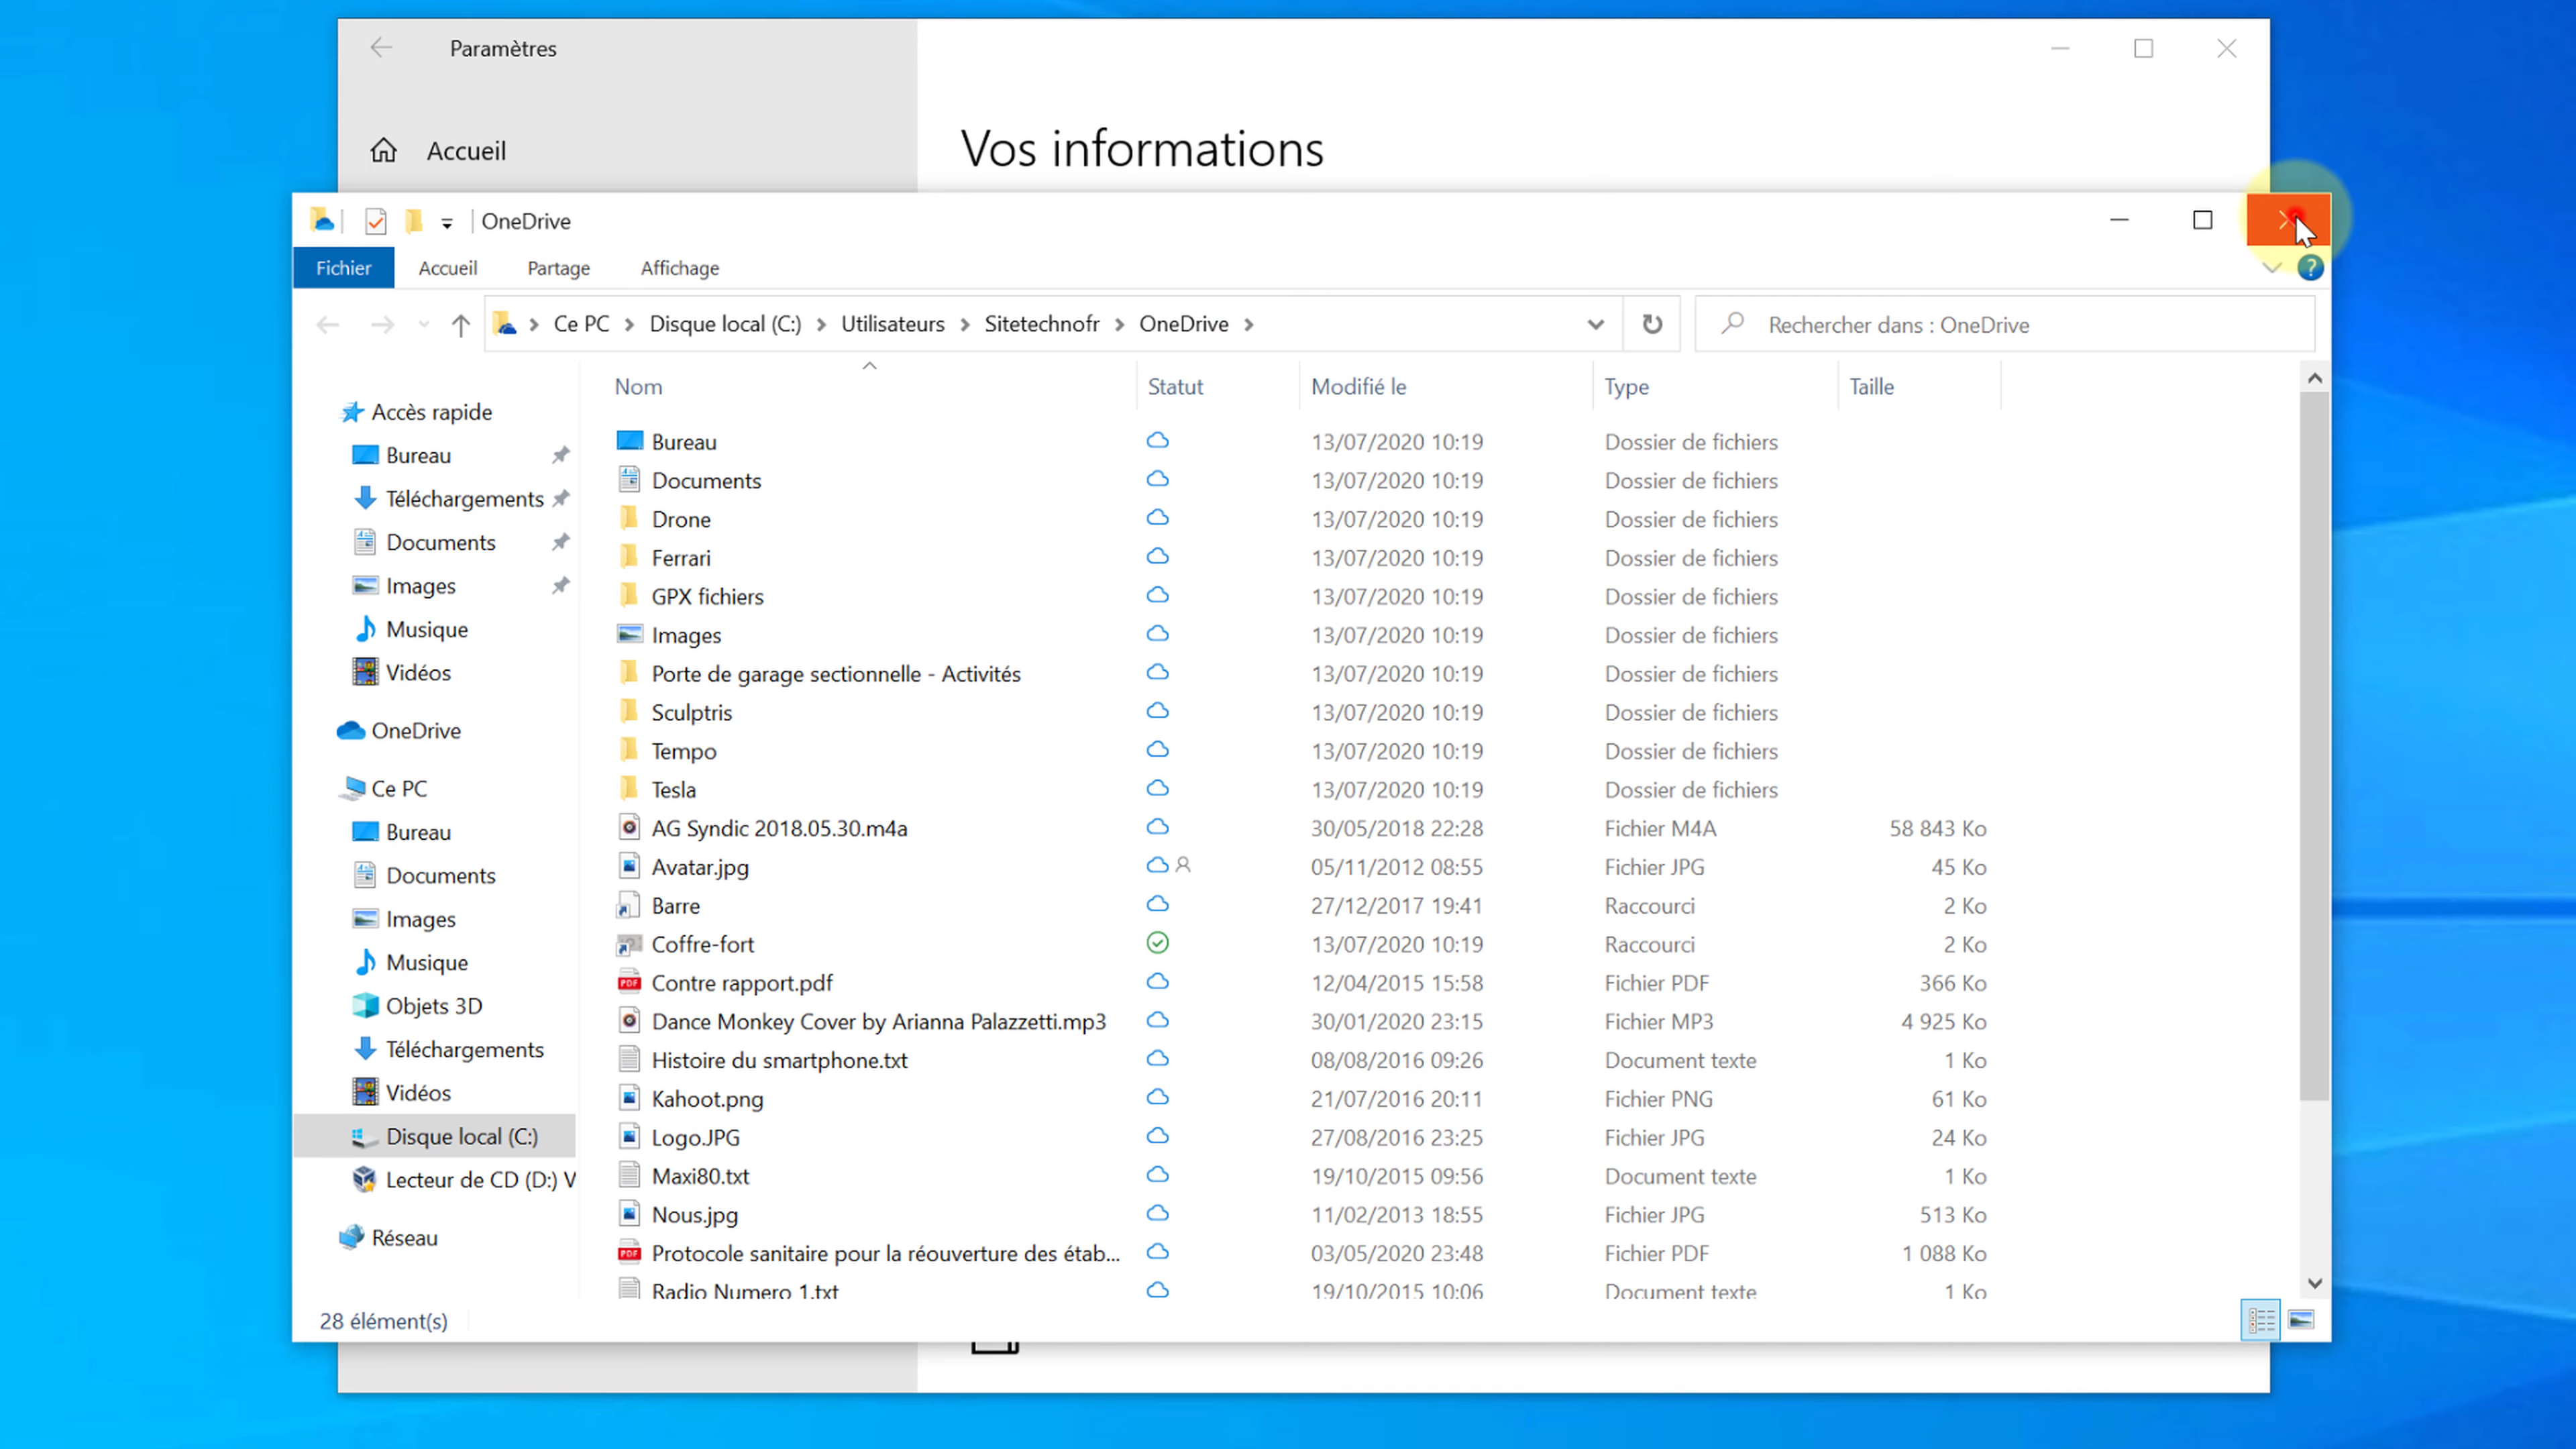 Paramètres
Accueil
Vos informations
OneDrive
Fichier Accueil Partage Affichage
Ce PC Disque local (C:) Utilisateurs Sitetechnofr OneDrive
Rechercher dans : OneDrive
Accès rapide
Bureau
Téléchargements
Documents
Images
Musique
Vidéos
OneDrive
Ce PC
Bureau
Documents
Images
Musique
Objets 3D
Téléchargements
Vidéos
Disque local (C:)
Lecteur de CD (D:) V
Réseau
Nom Statut Modifié le Type Taille
Bureau 13/07/2020 10:19 Dossier de fichiers
Documents 13/07/2020 10:19 Dossier de fichiers
Drone 13/07/2020 10:19 Dossier de fichiers
Ferrari 13/07/2020 10:19 Dossier de fichiers
GPX fichiers 13/07/2020 10:19 Dossier de fichiers
Images 13/07/2020 10:19 Dossier de fichiers
Porte de garage sectionnelle - Activités 13/07/2020 10:19 Dossier de fichiers
Sculptris 13/07/2020 10:19 Dossier de fichiers
Tempo 13/07/2020 10:19 Dossier de fichiers
Tesla 13/07/2020 10:19 Dossier de fichiers
AG Syndic 2018.05.30.m4a 30/05/2018 22:28 Fichier M4A 58 843 Ko
Avatar.jpg 05/11/2012 08:55 Fichier JPG 45 Ko
Barre 27/12/2017 19:41 Raccourci 2 Ko
Coffre-fort 13/07/2020 10:19 Raccourci 2 Ko
Contre rapport.pdf 12/04/2015 15:58 Fichier PDF 366 Ko
Dance Monkey Cover by Arianna Palazzetti.mp3 30/01/2020 23:15 Fichier MP3 4 925 Ko
Histoire du smartphone.txt 08/08/2016 09:26 Document texte 1 Ko
Kahoot.png 21/07/2016 20:11 Fichier PNG 61 Ko
Logo.JPG 27/08/2016 23:25 Fichier JPG 24 Ko
Maxi80.txt 19/10/2015 09:56 Document texte 1 Ko
Nous.jpg 11/02/2013 18:55 Fichier JPG 513 Ko
Protocole sanitaire pour la réouverture des étab... 03/05/2020 23:48 Fichier PDF 1 088 Ko
Radio Numero 1.txt 19/10/2015 10:06 Document texte 1 Ko
28 élément(s)